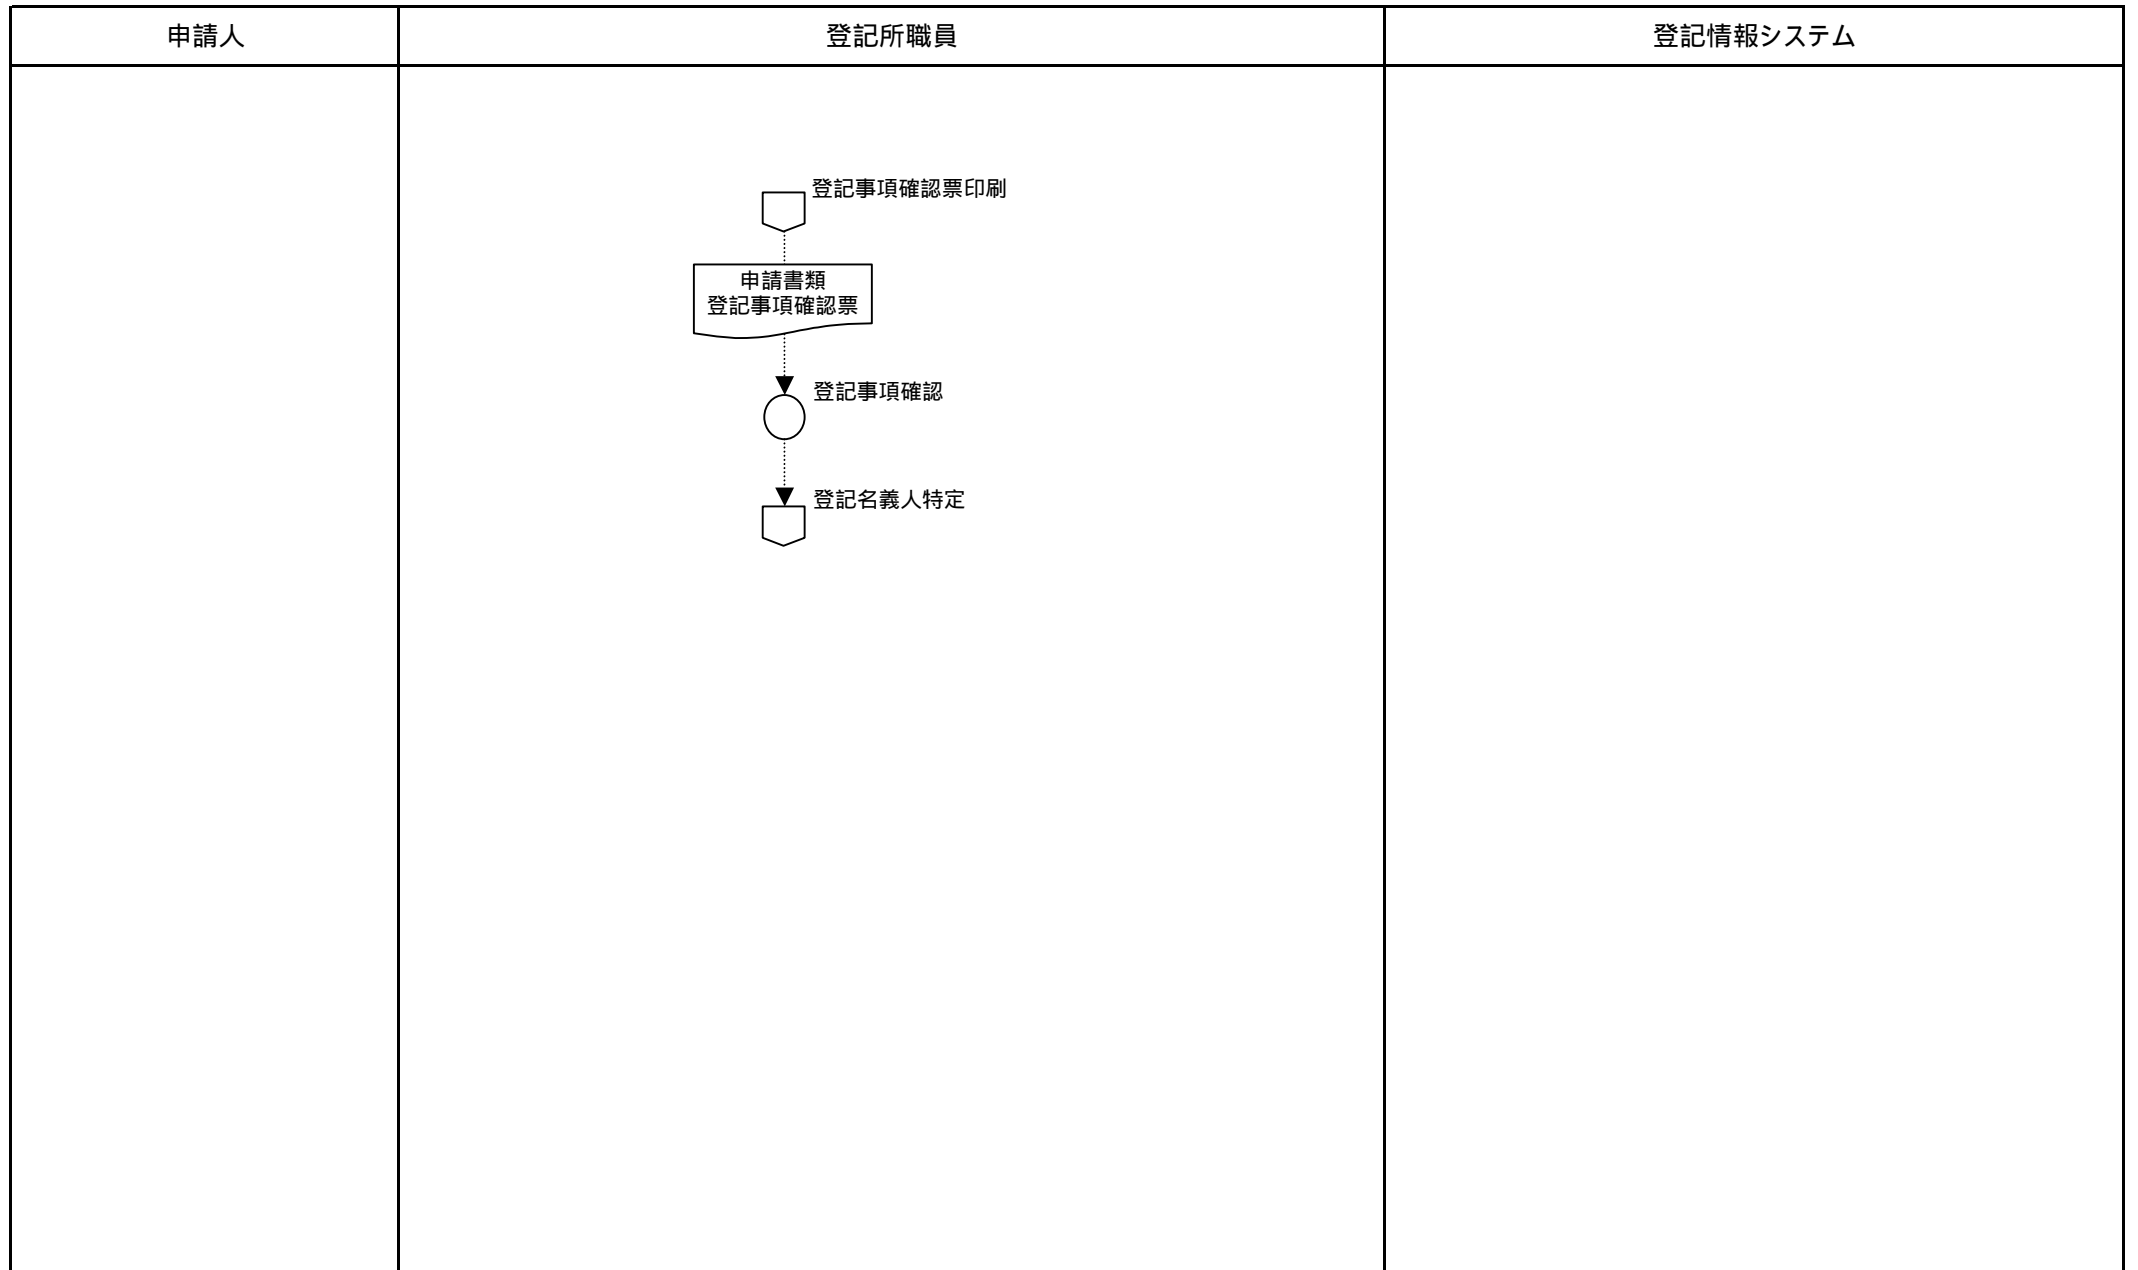 申請人
登記所職員
登記情報システム
登記事項確認票印刷
申請書類
登記事項確認票
登記事項確認
登記名義人特定